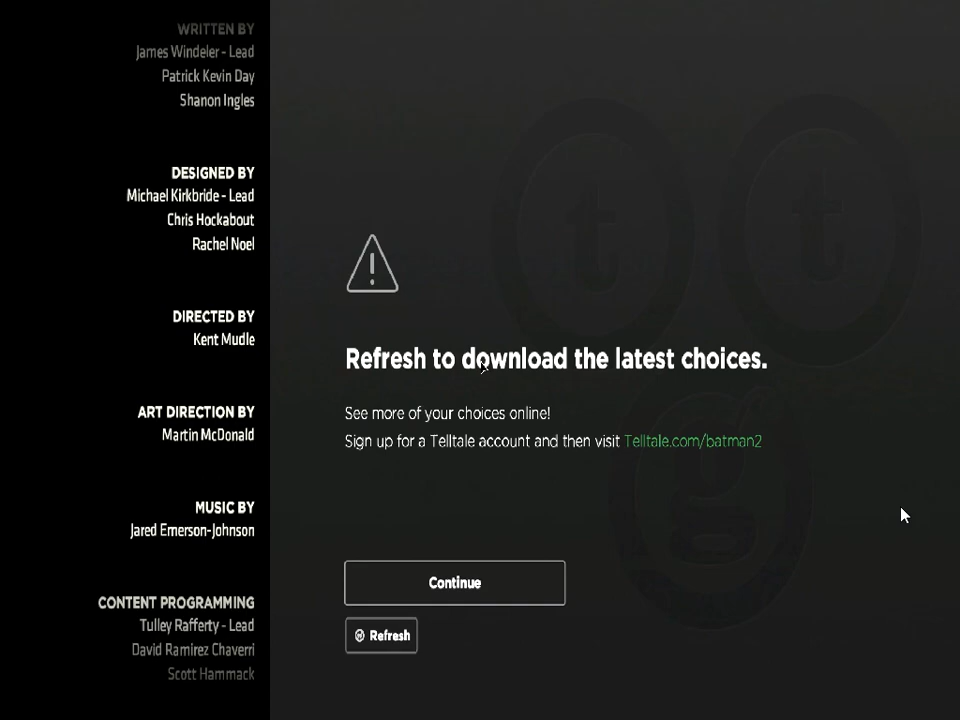 WRITTEN BY
James Windeler - Lead
Patrick Kevin Day
Shanon Ingles
DESIGNED BY
Michael Kirkbride - Lead
Chris Hockabout
Rachel Noel
DIRECTED BY
Kent Mudle
ART DIRECTION BY
Martin McDonald
MUSIC BY
Jared Emerson-Johnson
CONTENT PROGRAMMING
Tulley Rafferty - Lead
David Ramirez Chaverri
Scott Hammack
ttg
Refresh to download the latest choices.
See more of your choices online!
Sign up for a Telltale account and then visit Telltale.com/batman2
Continue
Refresh